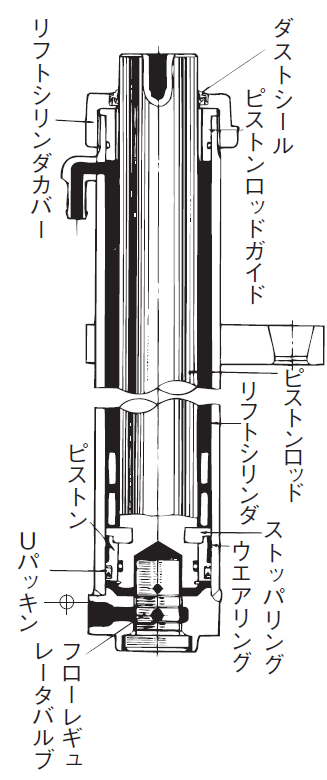 ダストシール
ピストンロッドガイド
リフトシリンダカバー
ピストンロッド
リフトシリンダ
ストッパリング
ウエアリング
ピストン
Uパッキン
フローレギュ
レータバルブ